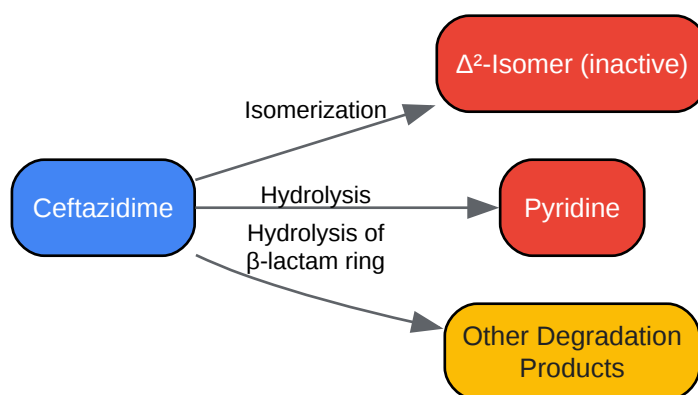 Δ²-Isomer (inactive)
Isomerization
Ceftazidime
Hydrolysis
Pyridine
Hydrolysis of
β-lactam ring
Other Degradation
Products